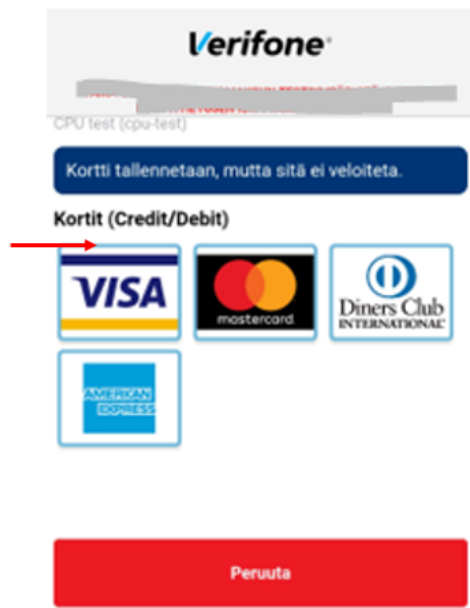 Verifone
CPU test (cpu-test)
Kortti tallennetaan, mutta sitä ei veloiteta.
Kortit (Credit/Debit)
VISA
mastercard
Diners Club
INTERNATIONAL
AMERICAN
EXPRESS
Peruuta